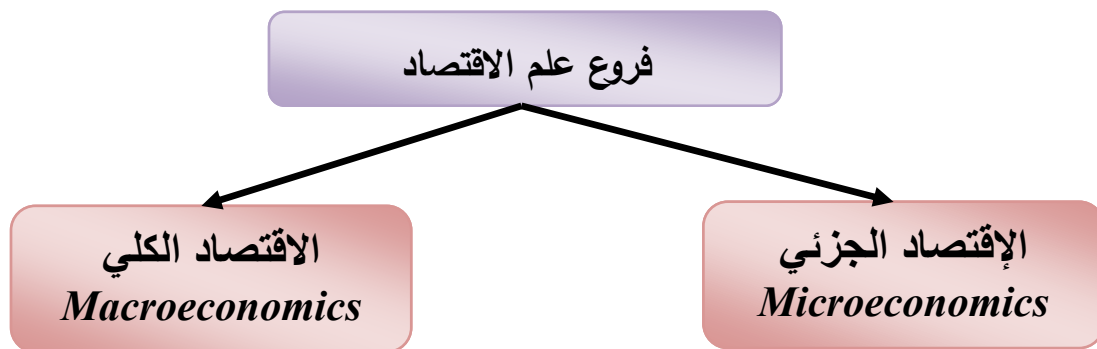 فروع علم الاقتصاد
الإقتصاد الجزئي
Microeconomics
الاقتصاد الكلي
Macroeconomics